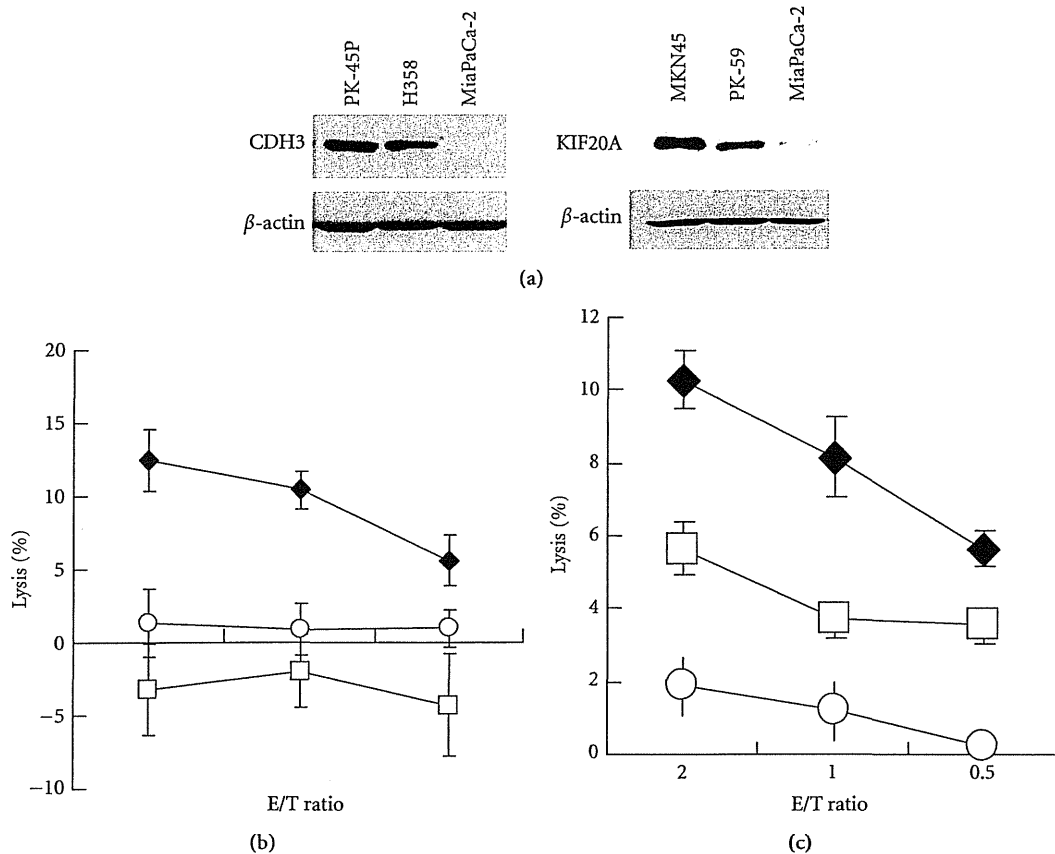 PK-45P
H358
MiaPaCa-2
CDH3
β-actin
MKN45
PK-59
MiaPaCa-2
KIF20A
β-actin
(a)
20
15
10
5
0
−5
−10
Lysis (%)
E/T ratio
(b)
12
10
8
6
4
2
0
Lysis (%)
2 1 0.5
E/T ratio
(c)